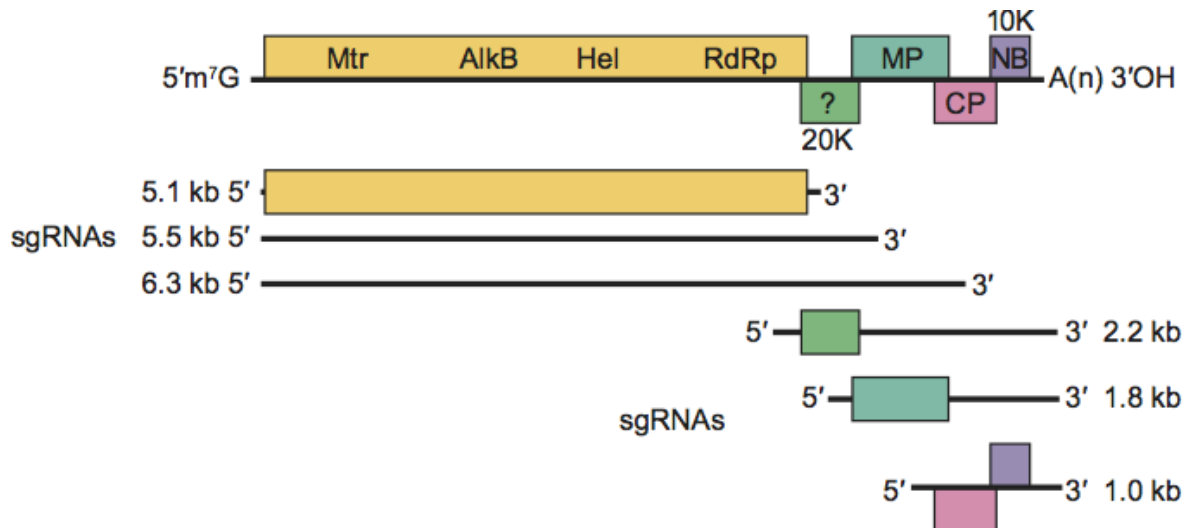 10K
Mtr AlkB Hel RdRp MP NB
5′m⁷G A(n) 3′OH
? CP
20K
5.1 kb 5′ 3′
sgRNAs 5.5 kb 5′ 3′
6.3 kb 5′ 3′
5′ 3′ 2.2 kb
5′ 3′ 1.8 kb
sgRNAs
5′ 3′ 1.0 kb